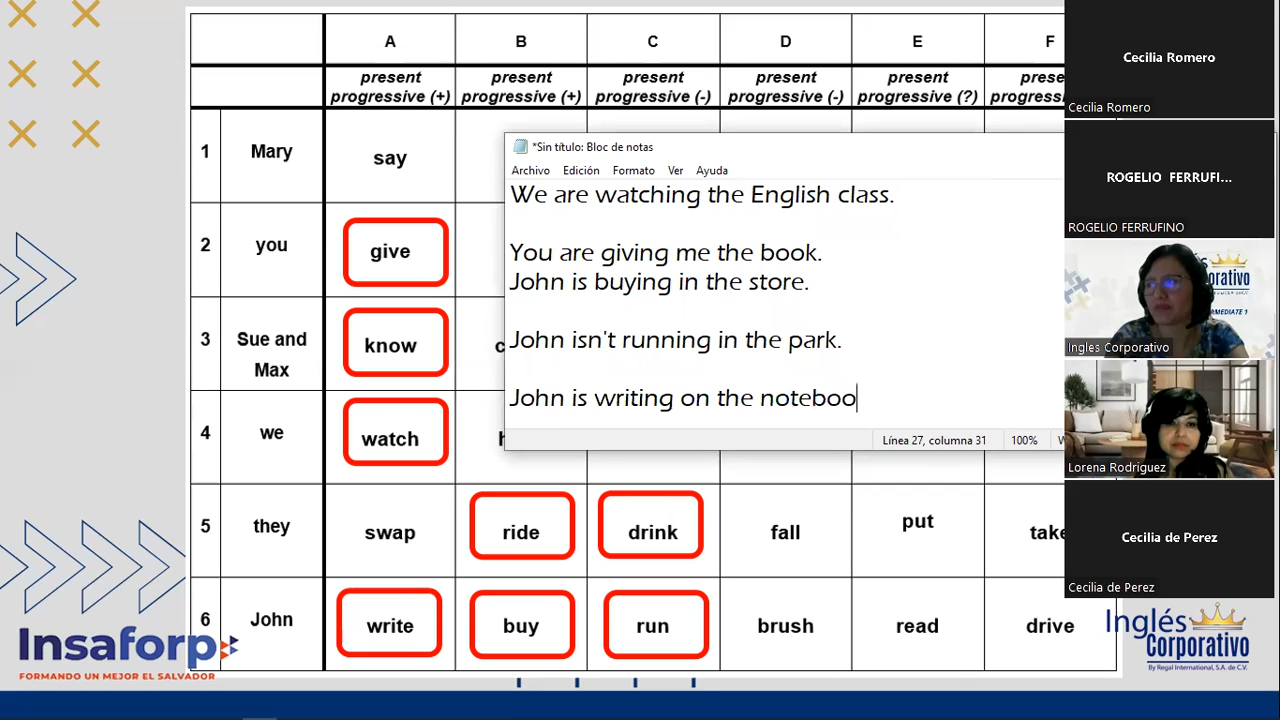 A B C D E F
present progressive (+) present progressive (+) present progressive (-) present progressive (-) present progressive (?)
1 Mary say
2 you give
3 Sue and Max know
4 we watch
5 they swap ride drink fall put take
6 John write buy run brush read drive
*Sin título: Bloc de notas
Archivo Edición Formato Ver Ayuda
We are watching the English class.
You are giving me the book.
John is buying in the store.
John isn't running in the park.
John is writing on the noteboo
Línea 27, columna 31 100%
Cecilia Romero
Cecilia Romero
ROGELIO FERRUFI...
ROGELIO FERRUFINO
Ingles Corporativo
Lorena Rodriguez
Cecilia de Perez
Cecilia de Perez
Insaforp
FORMANDO UN MEJOR EL SALVADOR
Inglés
Corporativo
By Regal International, S.A. de C.V.